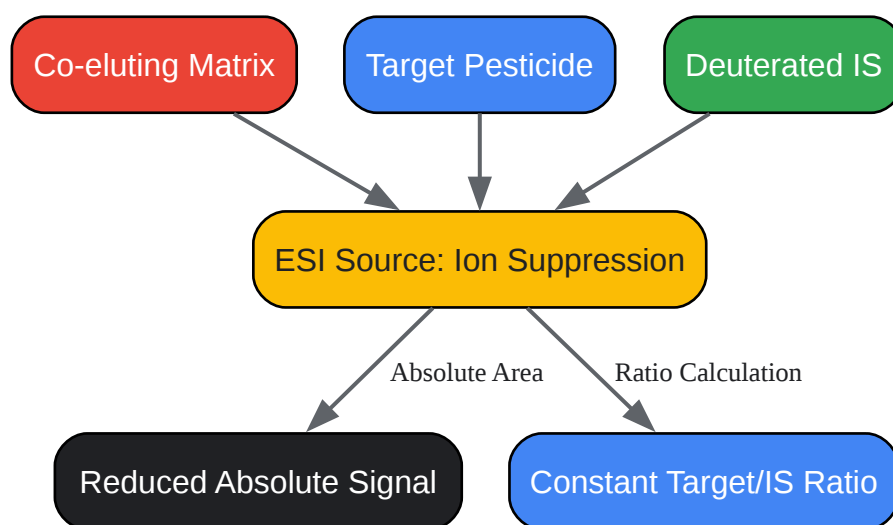 Co-eluting Matrix
Target Pesticide
Deuterated IS
ESI Source: Ion Suppression
Absolute Area
Ratio Calculation
Reduced Absolute Signal
Constant Target/IS Ratio